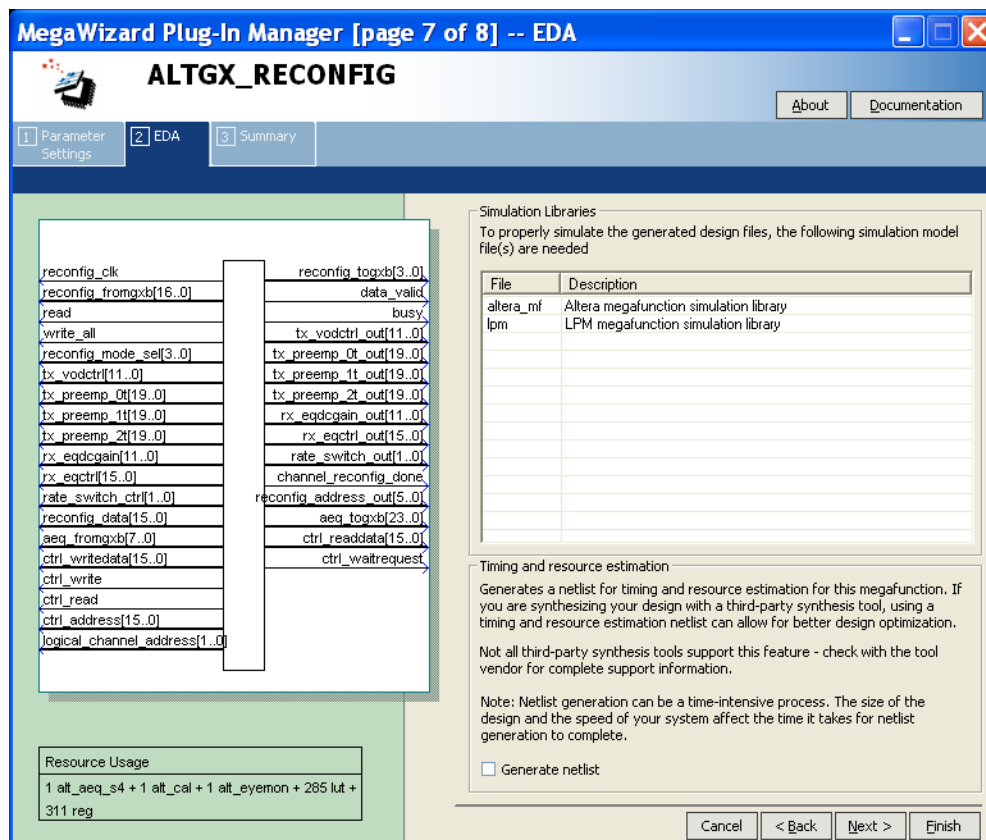 MegaWizard Plug-In Manager [page 7 of 8] -- EDA
ALTGX_RECONFIG
About
Documentation
1 Parameter Settings
2 EDA
3 Summary
reconfig_clk
reconfig_fromgxb[16..0]
read
write_all
reconfig_mode_sel[3..0]
tx_vodctrl[11..0]
tx_preemp_0t[19..0]
tx_preemp_1t[19..0]
tx_preemp_2t[19..0]
rx_eqdcgain[11..0]
rx_eqctrl[15..0]
rate_switch_ctrl[1..0]
reconfig_data[15..0]
aeq_fromgxb[7..0]
ctrl_writedata[15..0]
ctrl_write
ctrl_read
ctrl_address[15..0]
logical_channel_address[1..0]
reconfig_togxb[3..0]
data_valid
busy
tx_vodctrl_out[11..0]
tx_preemp_0t_out[19..0]
tx_preemp_1t_out[19..0]
tx_preemp_2t_out[19..0]
rx_eqdcgain_out[11..0]
rx_eqctrl_out[15..0]
rate_switch_out[1..0]
channel_reconfig_done
reconfig_address_out[5..0]
aeq_togxb[23..0]
ctrl_readdata[15..0]
ctrl_waitrequest
Resource Usage
1 alt_aeq_s4 + 1 alt_cal + 1 alt_eyemon + 285 lut +
311 reg
Simulation Libraries
To properly simulate the generated design files, the following simulation model
file(s) are needed
File Description
altera_mf Altera megafunction simulation library
lpm LPM megafunction simulation library
Timing and resource estimation
Generates a netlist for timing and resource estimation for this megafunction. If
you are synthesizing your design with a third-party synthesis tool, using a
timing and resource estimation netlist can allow for better design optimization.
Not all third-party synthesis tools support this feature - check with the tool
vendor for complete support information.
Note: Netlist generation can be a time-intensive process. The size of the
design and the speed of your system affect the time it takes for netlist
generation to complete.
Generate netlist
Cancel
< Back
Next >
Finish